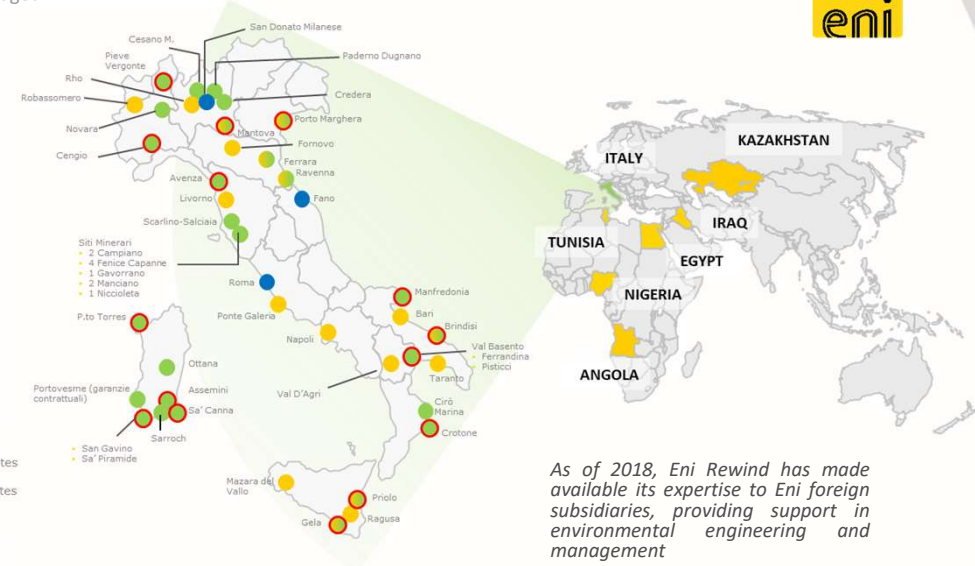 eni
San Donato Milanese
Cesano M.
Pieve
Vergonte
Paderno Dugnano
Rho
Robassomero
Credera
Novara
Porto Marghera
Mantova
Fornovo
Cengio
Ferrara
Ravenna
Avenza
Livorno
Fano
Scarlino-Salciaia
Siti Minerari
• 2 Campiano
• 4 Fenice Capanne
• 1 Gavorrano
• 2 Manciano
• 1 Niccioleta
Roma
Ponte Galeria
Manfredonia
Bari
Brindisi
P.to Torres
Napoli
Val Basento
• Ferrandina
• Pisticci
Taranto
Val D'Agri
Ottana
Portovesme (garanzie
contrattuali)
Assemini
Sa' Canna
Cirò
Marina
Crotone
Sarroch
• San Gavino
• Sa' Piramide
Mazara del
Vallo
Priolo
Gela
Ragusa
ITALY
KAZAKHSTAN
TUNISIA
IRAQ
EGYPT
NIGERIA
ANGOLA
As of 2018, Eni Rewind has made
available its expertise to Eni foreign
subsidiaries, providing support in
environmental engineering and
management